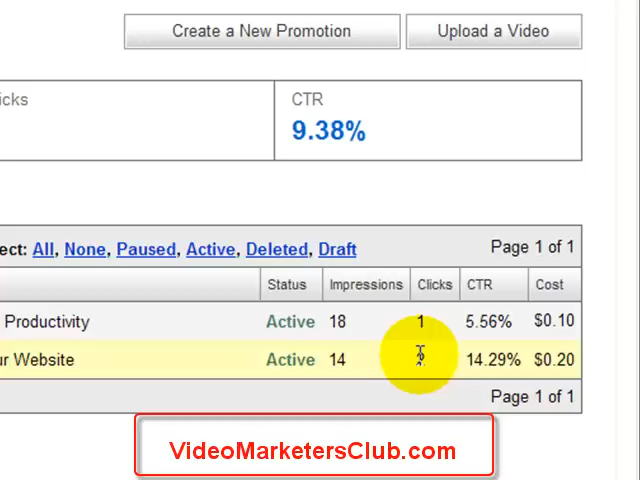 Create a New Promotion Upload a Video
icks CTR
9.38%
ect: All, None, Paused, Active, Deleted, Draft Page 1 of 1
Status Impressions Clicks CTR Cost
Productivity Active 18 1 5.56% $0.10
ur Website Active 14 2 14.29% $0.20
Page 1 of 1
VideoMarketersClub.com